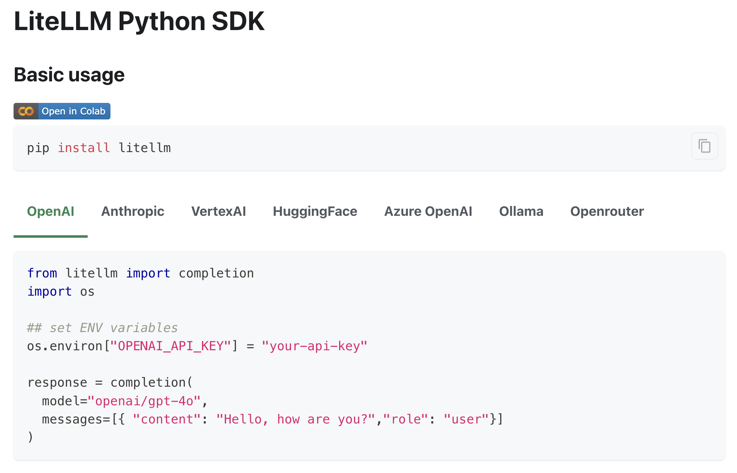 LiteLLM Python SDK
Basic usage
Open in Colab
pip install litellm
OpenAI Anthropic VertexAI HuggingFace Azure OpenAI Ollama Openrouter
from litellm import completion
import os
## set ENV variables
os.environ["OPENAI_API_KEY"] = "your-api-key"
response = completion(
  model="openai/gpt-4o",
  messages=[{ "content": "Hello, how are you?","role": "user"}]
)